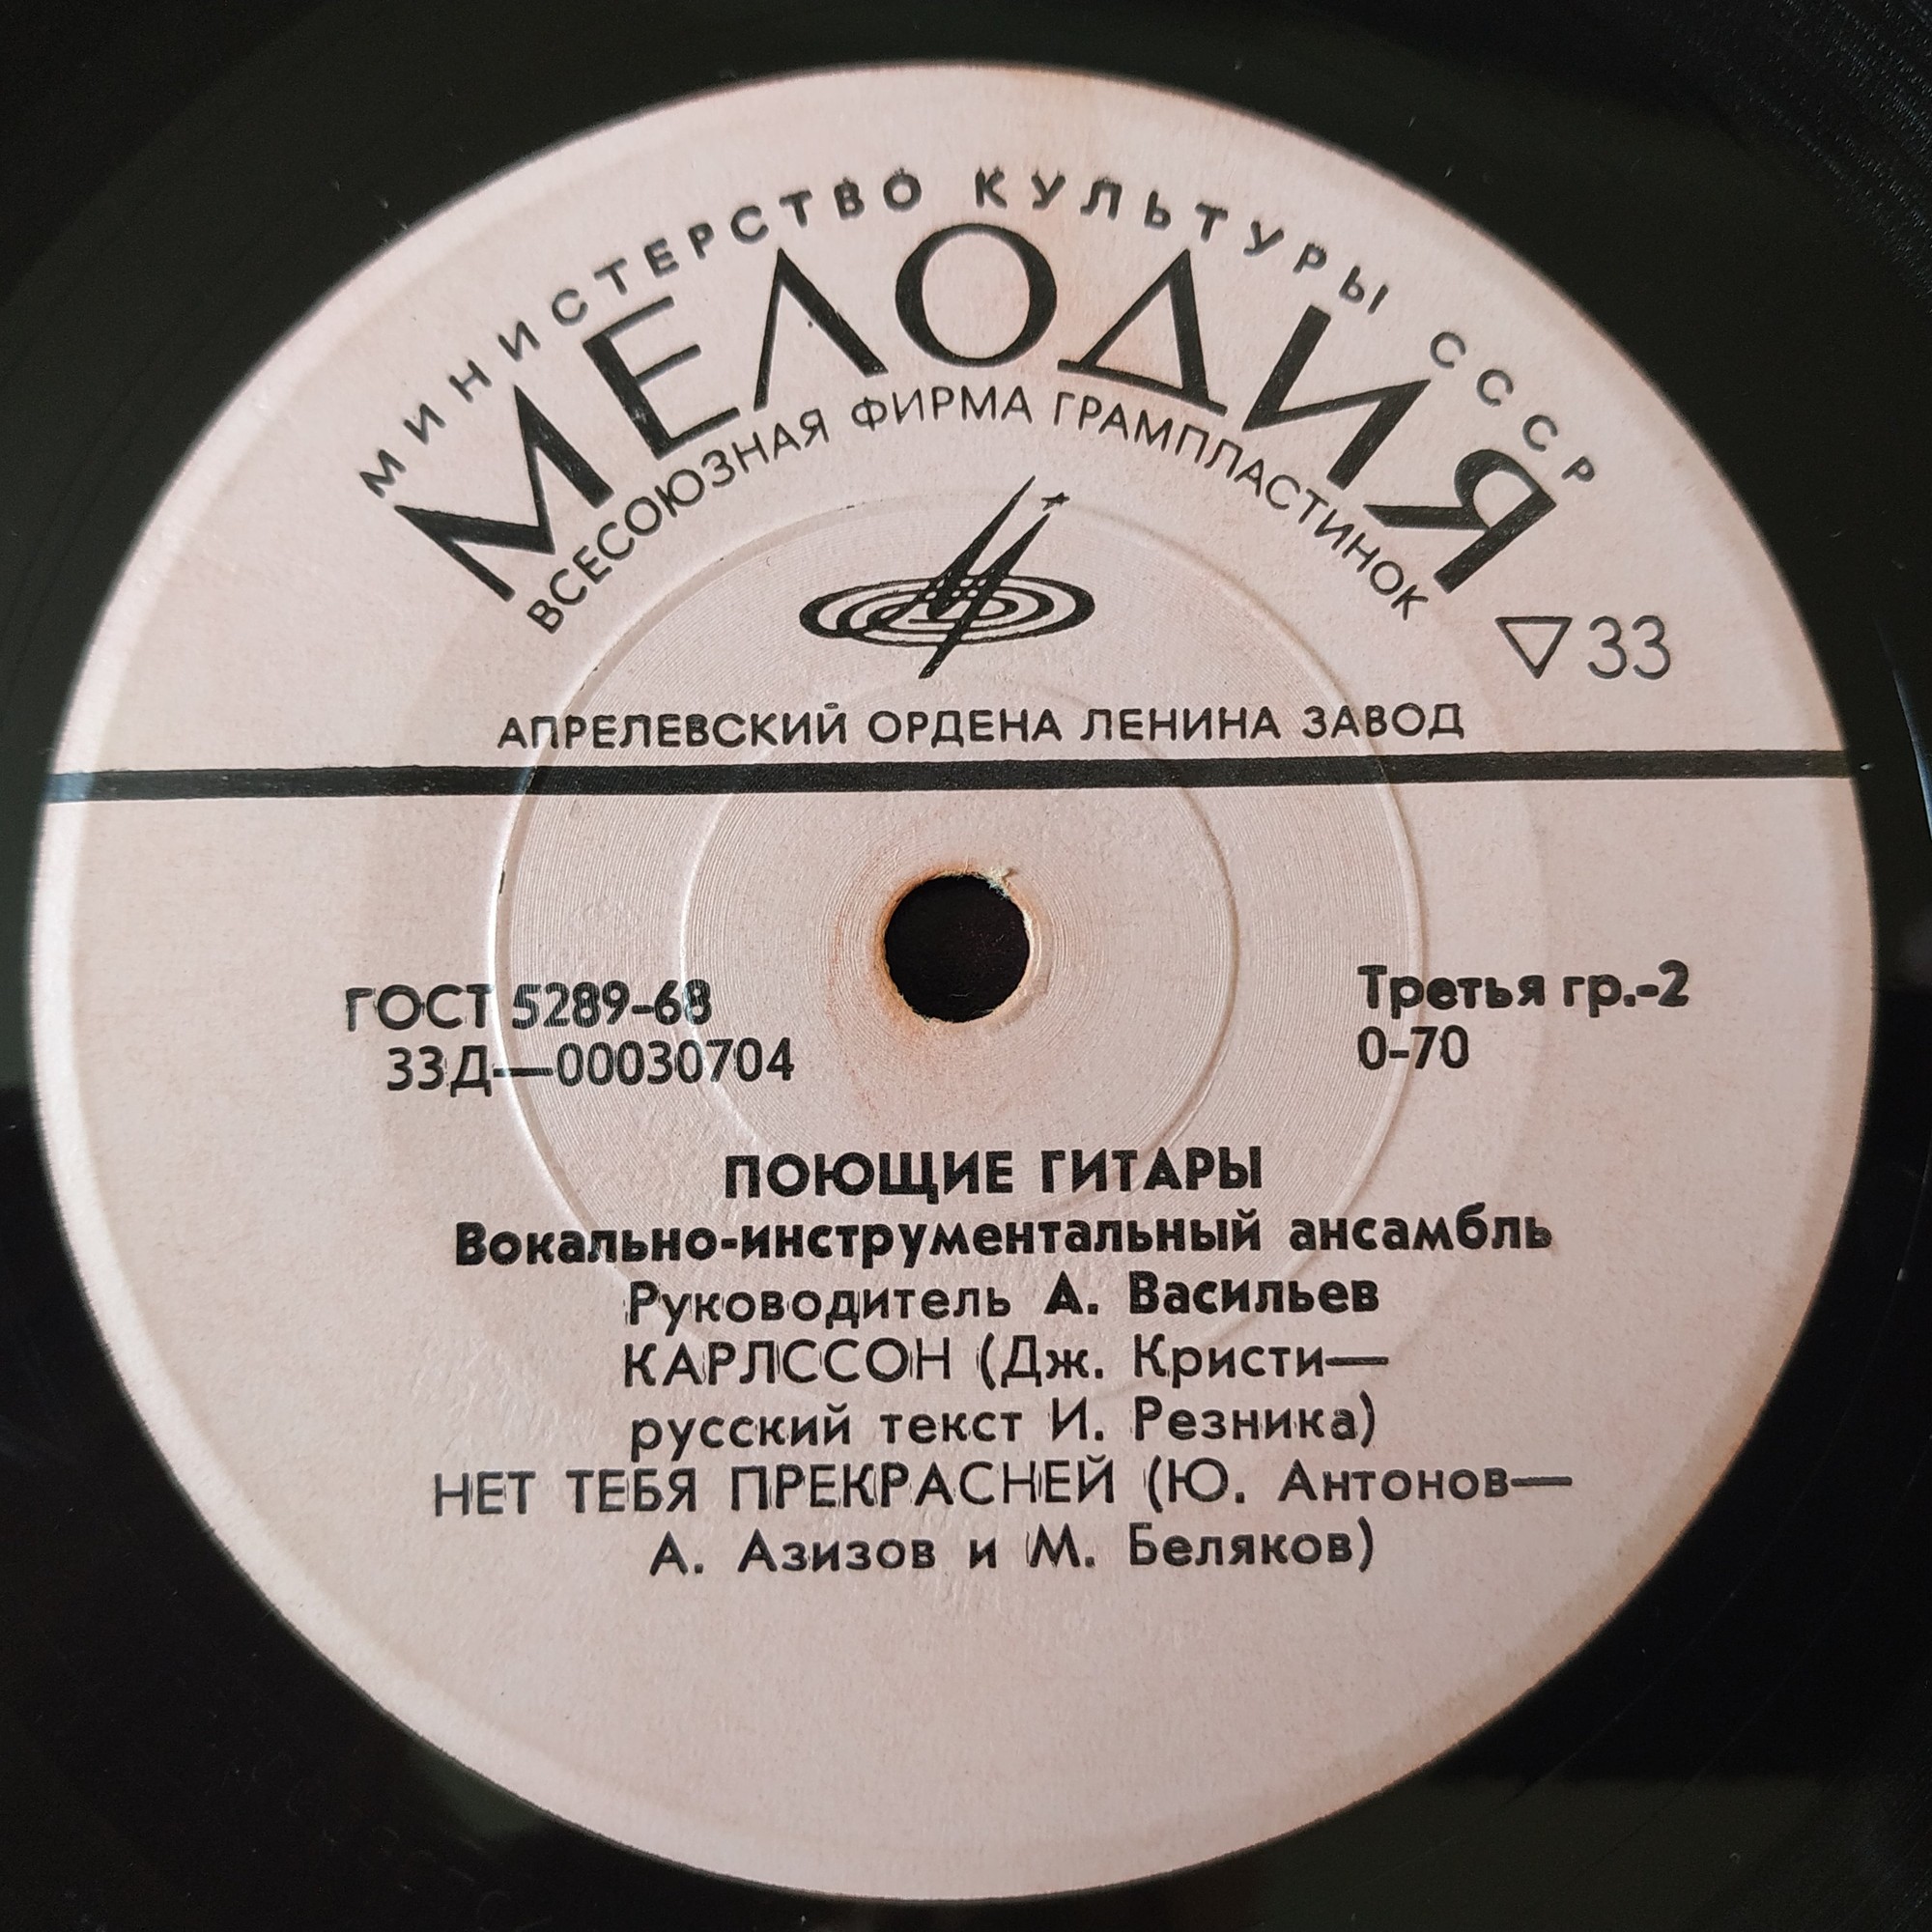 МИНИСТЕРСТВО КУЛЬТУРЫ СССР
МЕЛОДИЯ
ВСЕСОЮЗНАЯ ФИРМА ГРАМПЛАСТИНОК
▽33
АПРЕЛЕВСКИЙ ОРДЕНА ЛЕНИНА ЗАВОД
ГОСТ 5289-68
Третья гр.-2
33Д—00030704
0-70
ПОЮЩИЕ ГИТАРЫ
Вокально-инструментальный ансамбль
Руководитель А. Васильев
КАРЛССОН (Дж. Кристи—
русский текст И. Резника)
НЕТ ТЕБЯ ПРЕКРАСНЕЙ (Ю. Антонов—
А. Азизов и М. Беляков)